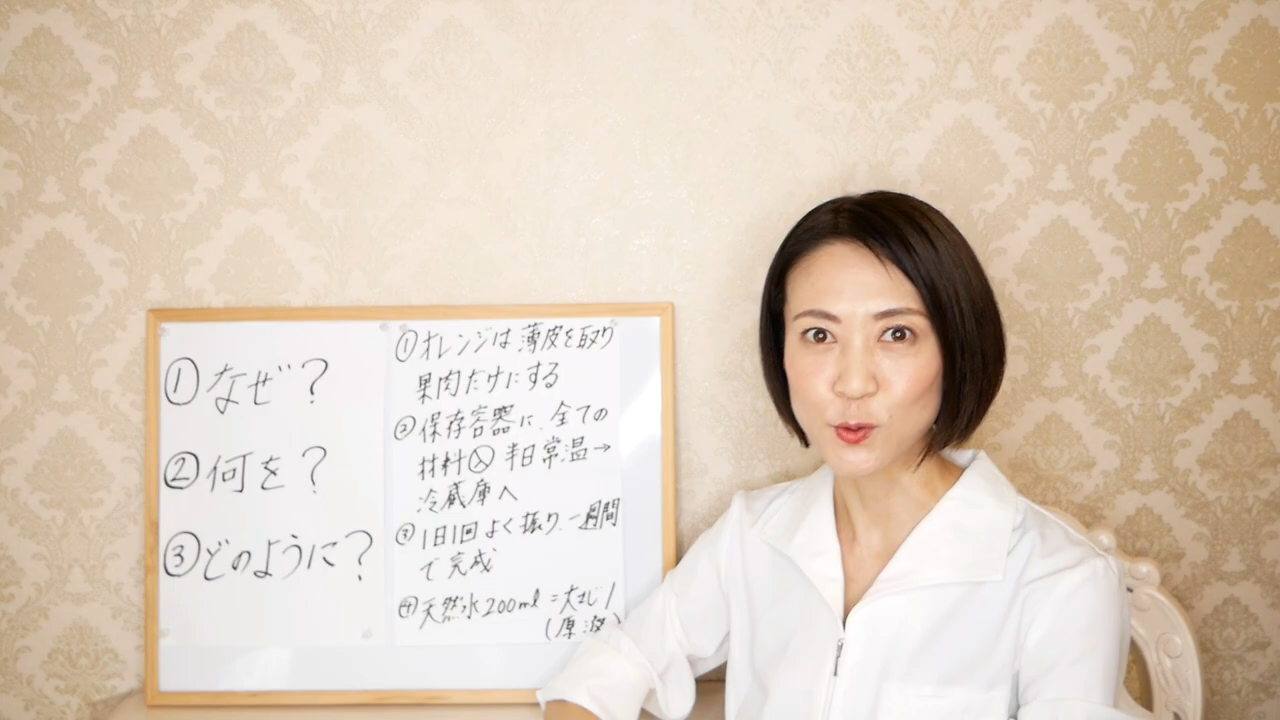 ①なぜ?
②何を?
③どのように?
①オレンジは薄皮を取り
果肉だけにする
②保存容器に、全ての
材料入 半日常温→
冷蔵庫へ
③1日1回よく振り、一週間
で完成
④天然水200ml=大さじ1
(原液)